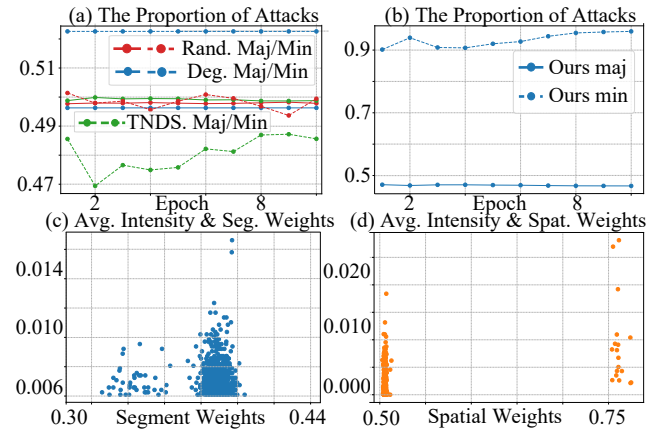 (a) The Proportion of Attacks
0.51
0.49
0.47
Rand. Maj/Min
Deg. Maj/Min
TNDS. Maj/Min
2
Epoch
8
(b) The Proportion of Attacks
0.9
0.7
0.5
Ours maj
Ours min
2
Epoch
8
(c) Avg. Intensity & Seg. Weights
0.014
0.010
0.006
0.30
Segment Weights
0.44
(d) Avg. Intensity & Spat. Weights
0.020
0.010
0.000
0.50
Spatial Weights
0.75